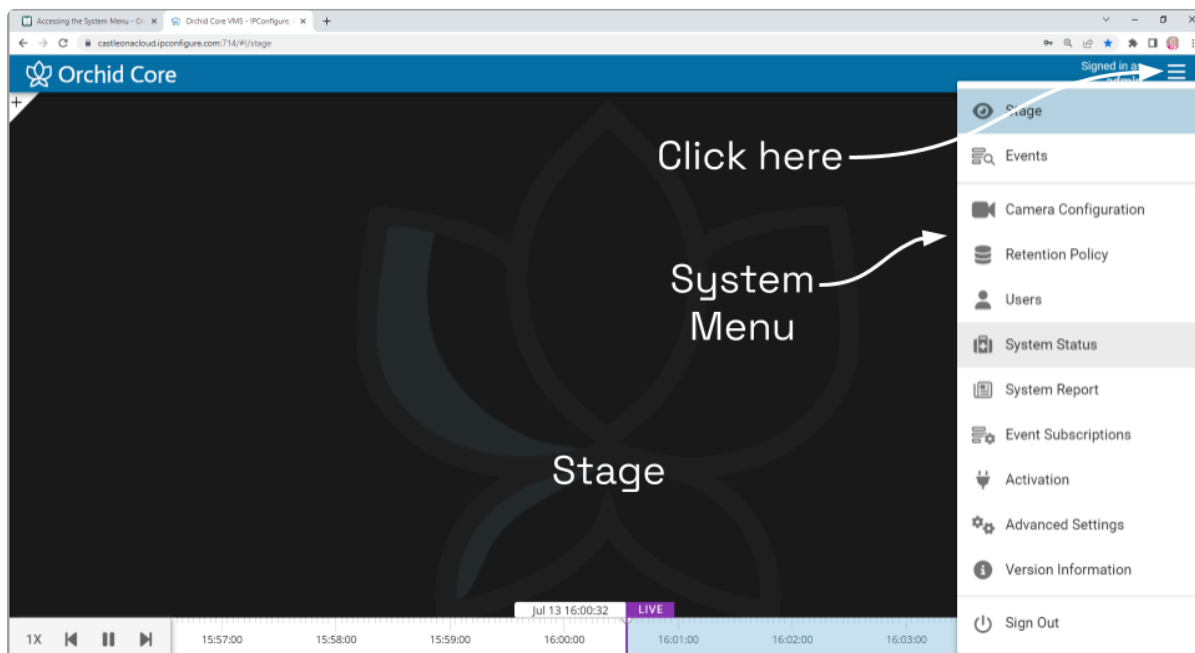 Accessing the System Menu - Or
Orchid Core VMS - IPConfigure,
castleonacloud.ipconfigure.com:714/#!/stage
Orchid Core
Signed in as
Click here
System
Menu
Stage
Stage
Events
Camera Configuration
Retention Policy
Users
System Status
System Report
Event Subscriptions
Activation
Advanced Settings
Version Information
Sign Out
Jul 13 16:00:32 LIVE
1X 15:57:00 15:58:00 15:59:00 16:00:00 16:01:00 16:02:00 16:03:00